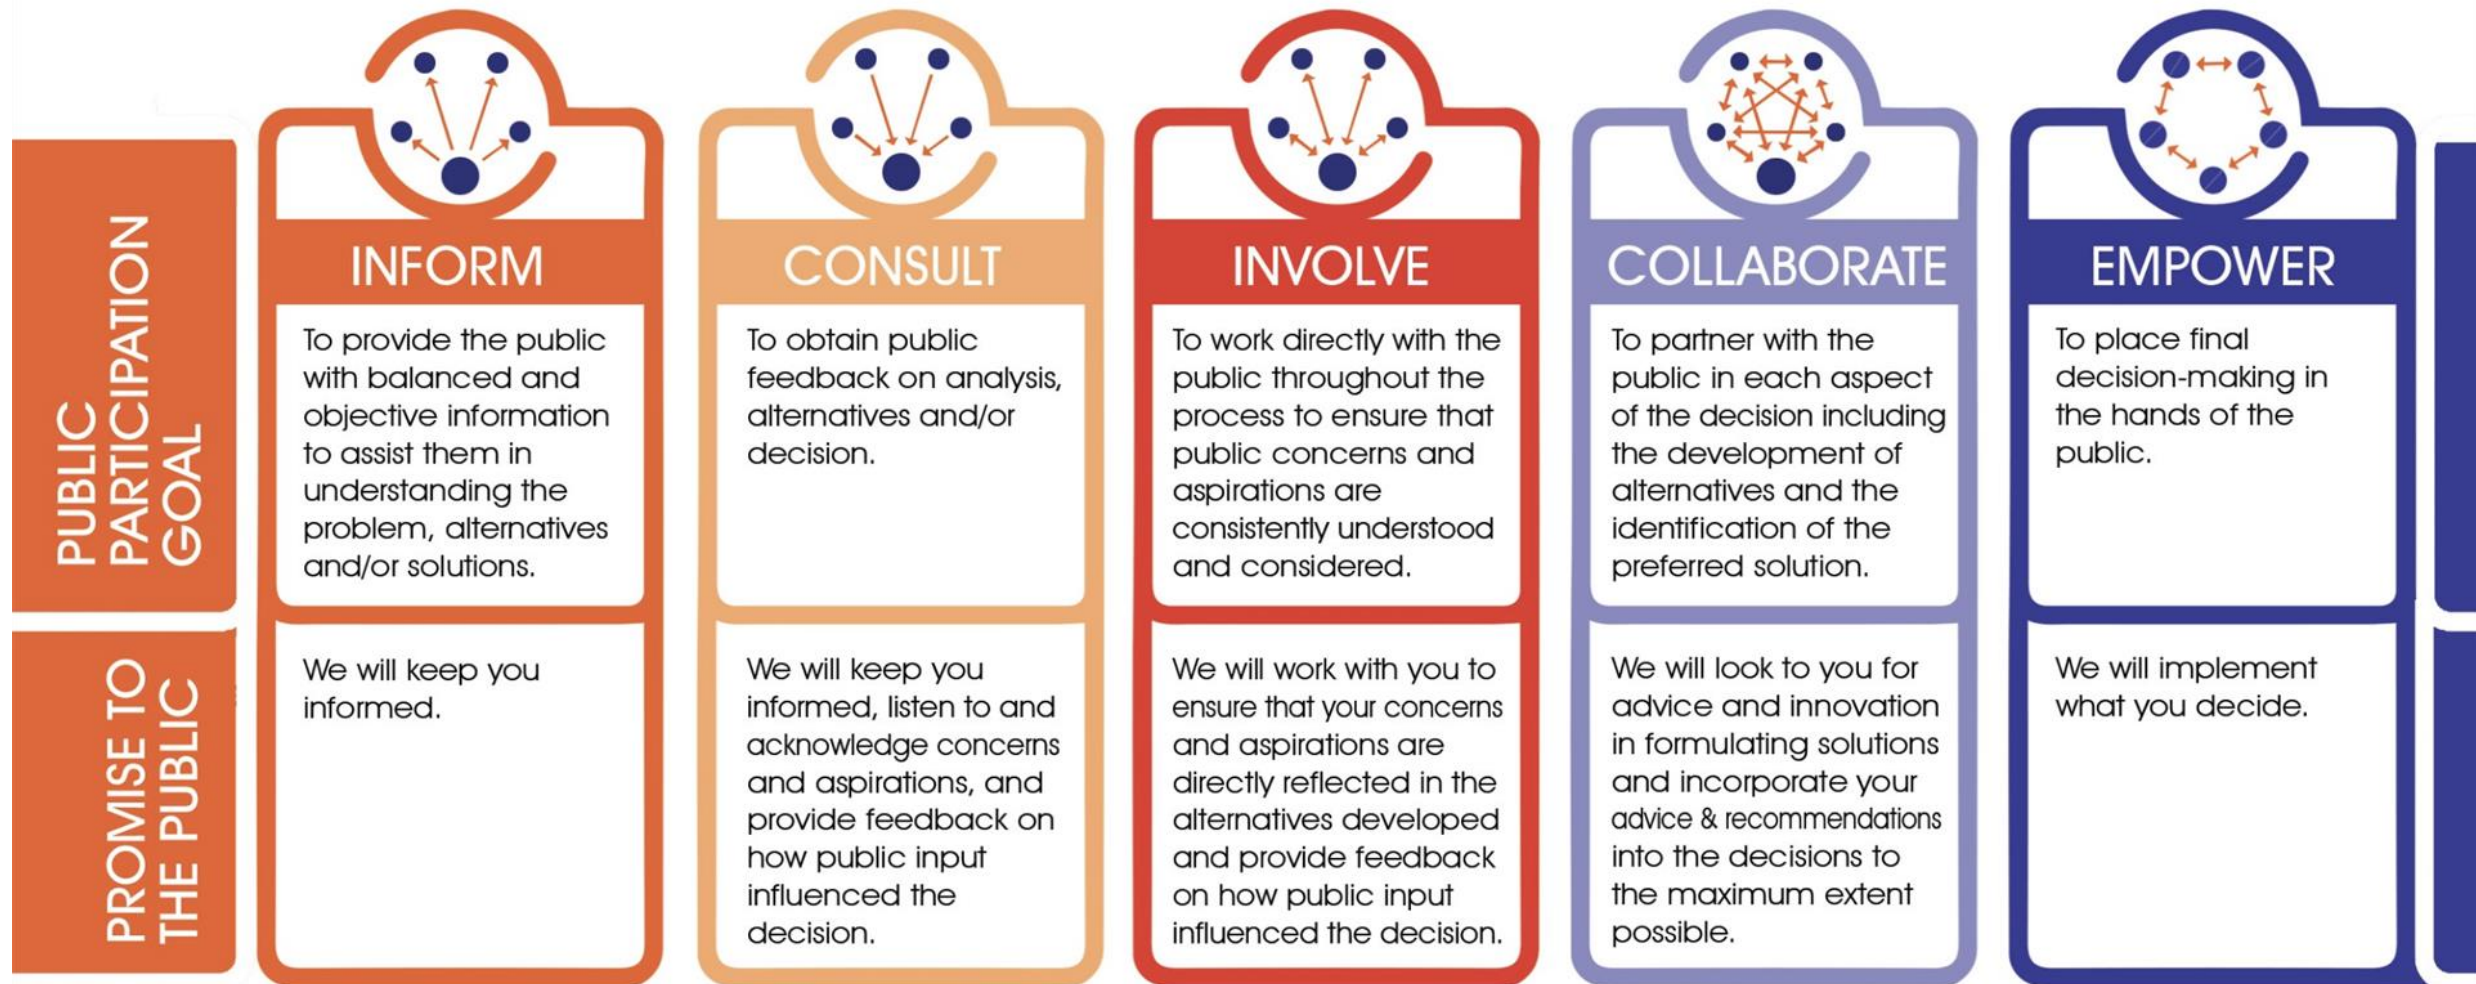 PUBLIC
PARTICIPATION
GOAL
INFORM
To provide the public
with balanced and
objective information
to assist them in
understanding the
problem, alternatives
and/or solutions.
CONSULT
To obtain public
feedback on analysis,
alternatives and/or
decision.
INVOLVE
To work directly with the
public throughout the
process to ensure that
public concerns and
aspirations are
consistently understood
and considered.
COLLABORATE
To partner with the
public in each aspect
of the decision including
the development of
alternatives and the
identification of the
preferred solution.
EMPOWER
To place final
decision-making in
the hands of the
public.
PROMISE TO
THE PUBLIC
We will keep you
informed.
We will keep you
informed, listen to and
acknowledge concerns
and aspirations, and
provide feedback on
how public input
influenced the
decision.
We will work with you to
ensure that your concerns
and aspirations are
directly reflected in the
alternatives developed
and provide feedback
on how public input
influenced the decision.
We will look to you for
advice and innovation
in formulating solutions
and incorporate your
advice & recommendations
into the decisions to
the maximum extent
possible.
We will implement
what you decide.